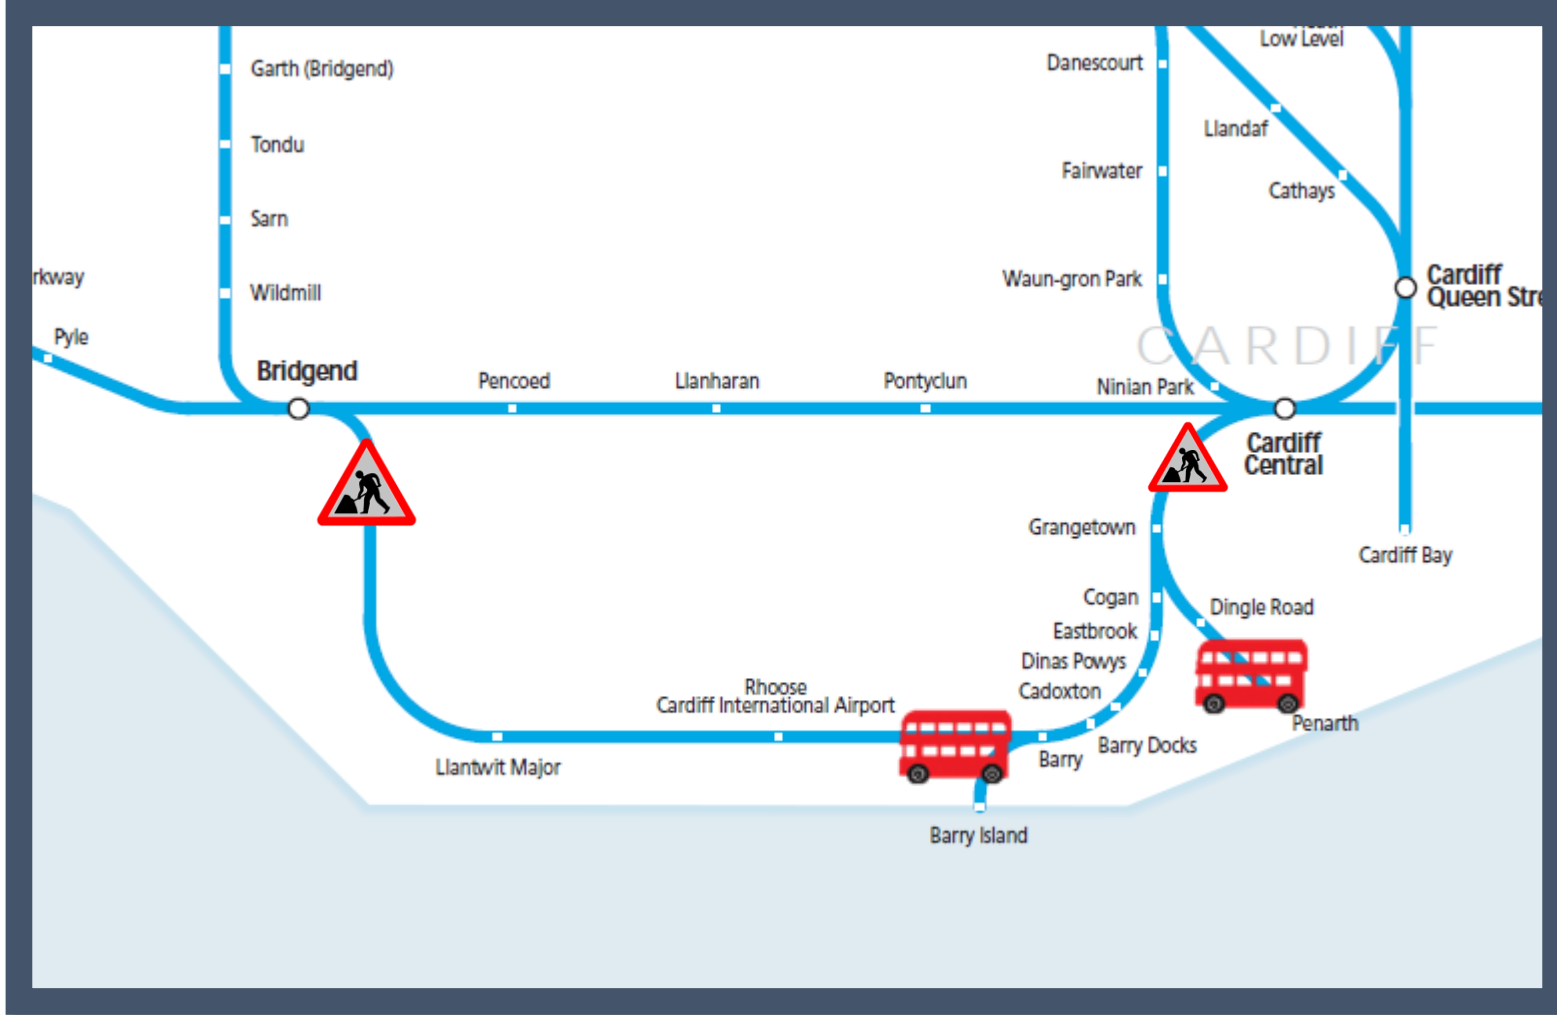 Low Level
Garth (Bridgend)
Danescourt
Llandaf
Tondu
Fairwater
Cathays
Sarn
rkway
Wildmill
Waun-gron Park
Cardiff
Queen Stre
Pyle
CARDIFF
Bridgend
Pencoed
Llanharan
Pontyclun
Ninian Park
Cardiff
Central
Grangetown
Cardiff Bay
Cogan
Dingle Road
Eastbrook
Dinas Powys
Cadoxton
Rhoose
Cardiff International Airport
Penarth
Barry Docks
Barry
Llantwit Major
Barry Island